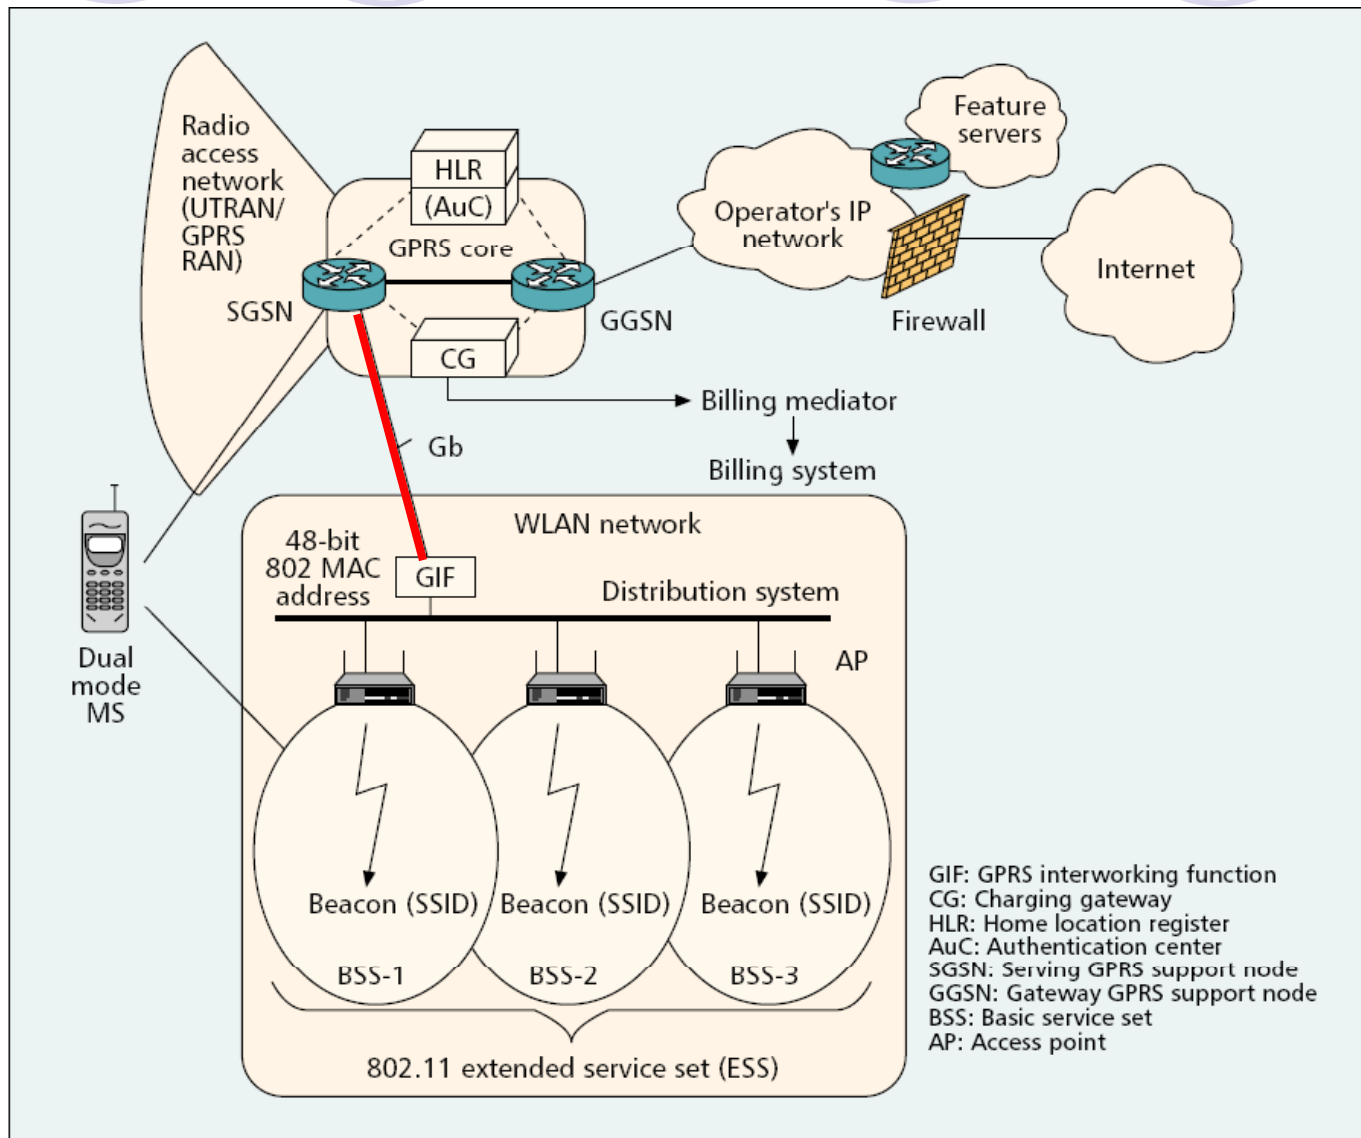 Radio
access
network
(UTRAN/
GPRS
RAN)
HLR
(AuC)
GPRS core
SGSN
GGSN
CG
Operator's IP
network
Feature
servers
Firewall
Internet
Billing mediator
Billing system
Gb
WLAN network
48-bit
802 MAC
address
GIF
Distribution system
AP
Dual
mode
MS
Beacon (SSID)
Beacon (SSID)
Beacon (SSID)
BSS-1
BSS-2
BSS-3
802.11 extended service set (ESS)
GIF: GPRS interworking function
CG: Charging gateway
HLR: Home location register
AuC: Authentication center
SGSN: Serving GPRS support node
GGSN: Gateway GPRS support node
BSS: Basic service set
AP: Access point